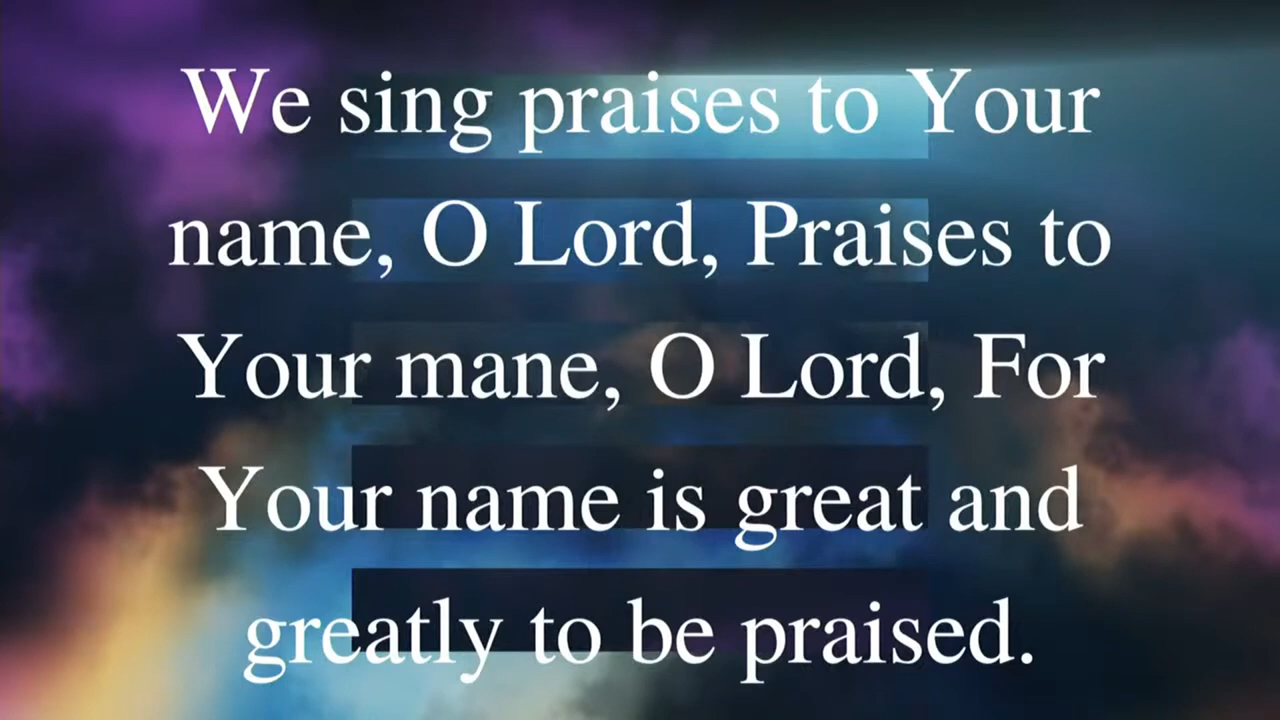 We sing praises to Your
name, O Lord, Praises to
Your mane, O Lord, For
Your name is great and
greatly to be praised.